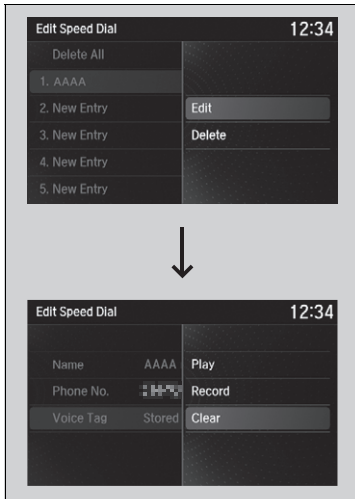 Edit Speed Dial 12:34
Delete All
1. AAAA
2. New Entry Edit
3. New Entry Delete
4. New Entry
5. New Entry
Edit Speed Dial 12:34
Name AAAA Play
Phone No. Record
Voice Tag Stored Clear